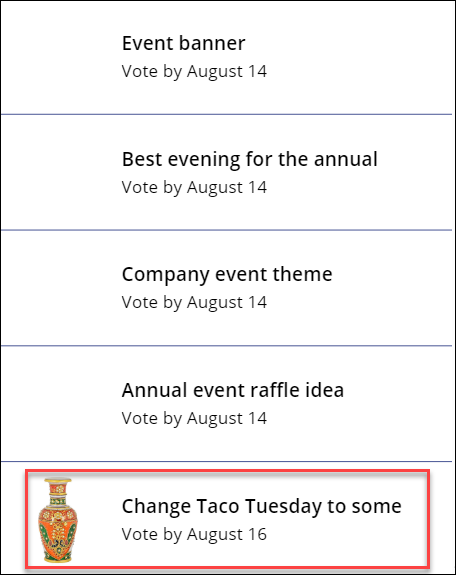 Event banner
Vote by August 14
Best evening for the annual
Vote by August 14
Company event theme
Vote by August 14
Annual event raffle idea
Vote by August 14
Change Taco Tuesday to some
Vote by August 16